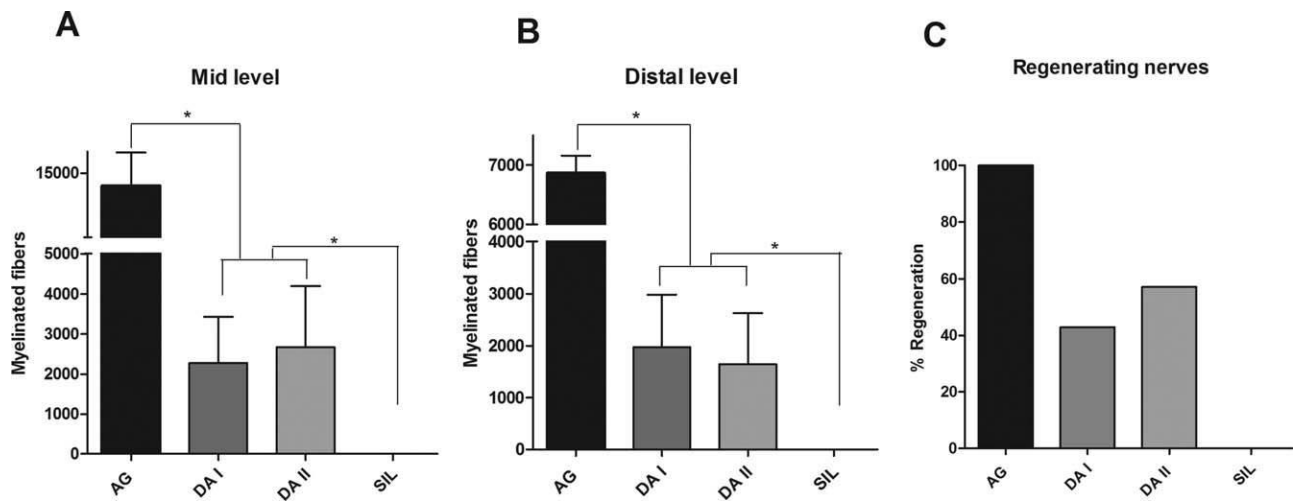 A
Mid level
*
*
Myelinated fibers
15000
5000
4000
3000
2000
1000
0
AG
DA I
DA II
SIL
B
Distal level
*
*
Myelinated fibers
7000
6000
4000
3000
2000
1000
0
AG
DA I
DA II
SIL
C
Regenerating nerves
% Regeneration
100
80
60
40
20
0
AG
DA I
DA II
SIL